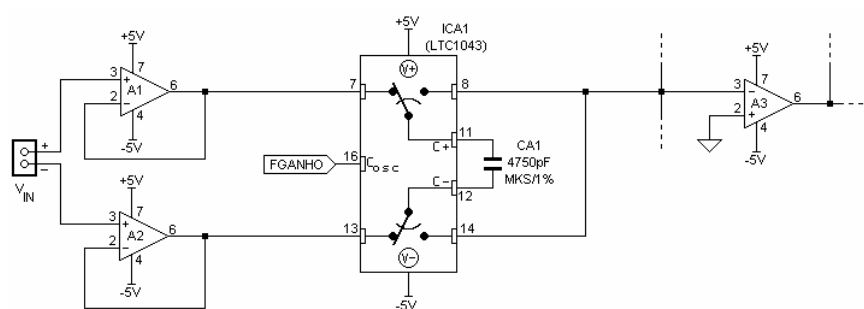 +5V
3
+
7
A1
6
2
−
4
-5V
+
−
VIN
+5V
3
+
7
A2
6
2
−
4
-5V
ICA1
(LTC1043)
+5V
V+
7
8
11
C+
16
COSC
FGANHO
C−
12
CA1
4750pF
MKS/1%
13
14
V−
-5V
+5V
3
−
7
A3
6
2
+
4
-5V